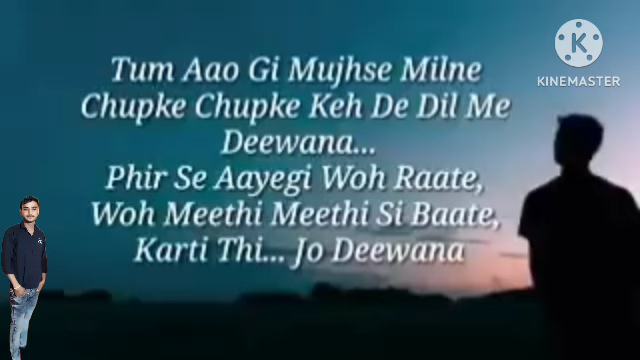 Tum Aao Gi Mujhse Milne
Chupke Chupke Keh De Dil Me
Deewana...
Phir Se Aayegi Woh Raate,
Woh Meethi Meethi Si Baate,
Karti Thi... Jo Deewana
K
KINEMASTER